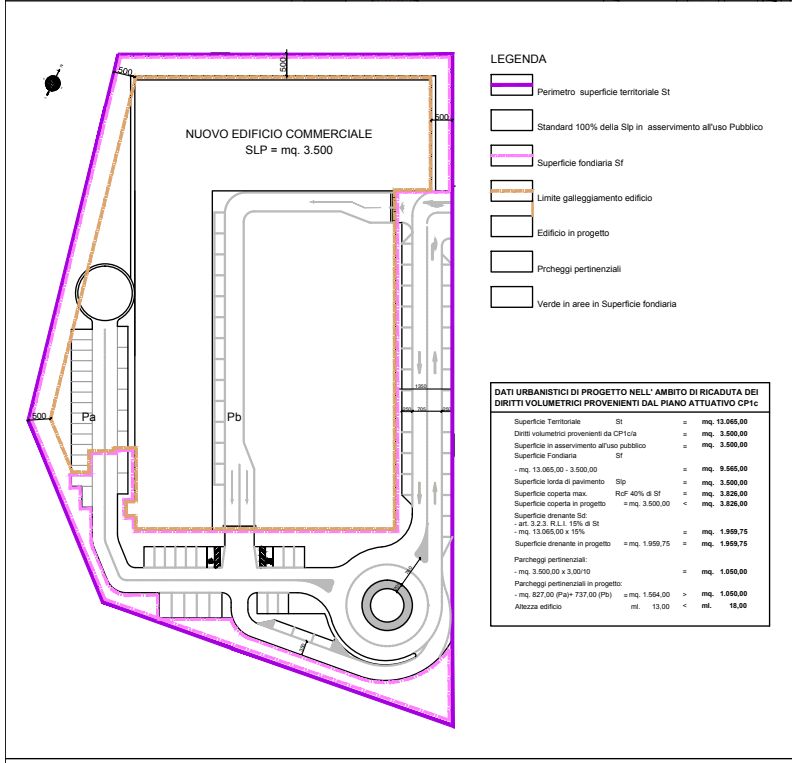 500
500
500
NUOVO EDIFICIO COMMERCIALE
SLP = mq. 3.500
1350
250 700 250
500
Pa
Pb
LEGENDA
Perimetro superficie territoriale St
Standard 100% della Slp in asservimento all'uso Pubblico
Superficie fondiaria Sf
Limite galleggiamento edificio
Edificio in progetto
Prcheggi pertinenziali
Verde in aree in Superficie fondiaria
DATI URBANISTICI DI PROGETTO NELL' AMBITO DI RICADUTA DEI
DIRITTI VOLUMETRICI PROVENIENTI DAL PIANO ATTUATIVO CP1c
Superficie Territoriale St = mq. 13.065,00
Diritti volumetrici provenienti da CP1c/a = mq. 3.500,00
Superficie in asservimento all'uso pubblico = mq. 3.500,00
Superficie Fondiaria Sf
- mq. 13.065,00 - 3.500,00 = mq. 9.565,00
Superficie lorda di pavimento Slp = mq. 3.500,00
Superficie coperta max. RcF 40% di Sf = mq. 3.826,00
Superficie coperta in progetto = mq. 3.500,00 < mq. 3.826,00
Superficie drenante Sd:
- art. 3.2.3. R.L.I. 15% di St
- mq. 13.065,00 x 15% = mq. 1.959,75
Superficie drenante in progetto = mq. 1.959,75 = mq. 1.959,75
Parcheggi pertinenziali:
- mq. 3.500,00 x 3,00/10 = mq. 1.050,00
Parcheggi pertinenziali in progetto:
- mq. 827,00 (Pa)+ 737,00 (Pb) = mq. 1.564,00 > mq. 1.050,00
Altezza edificio ml. 13,00 < ml. 18,00